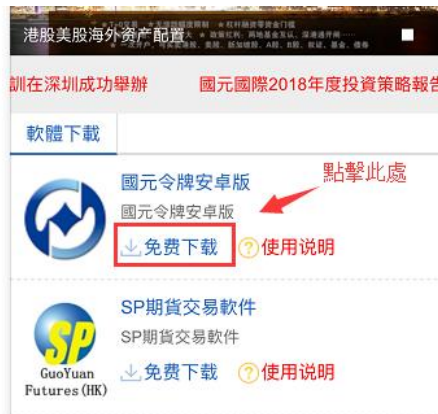 港股美股海外资产配置
訓在深圳成功舉辦 國元國際2018年度投資策略報告
軟體下載
國元令牌安卓版
點擊此處
國元令牌安卓版
免费下载 ?使用说明
SP期貨交易軟件
SP期貨交易軟件
SP
GuoYuan
Futures(HK)
免费下载 ?使用说明